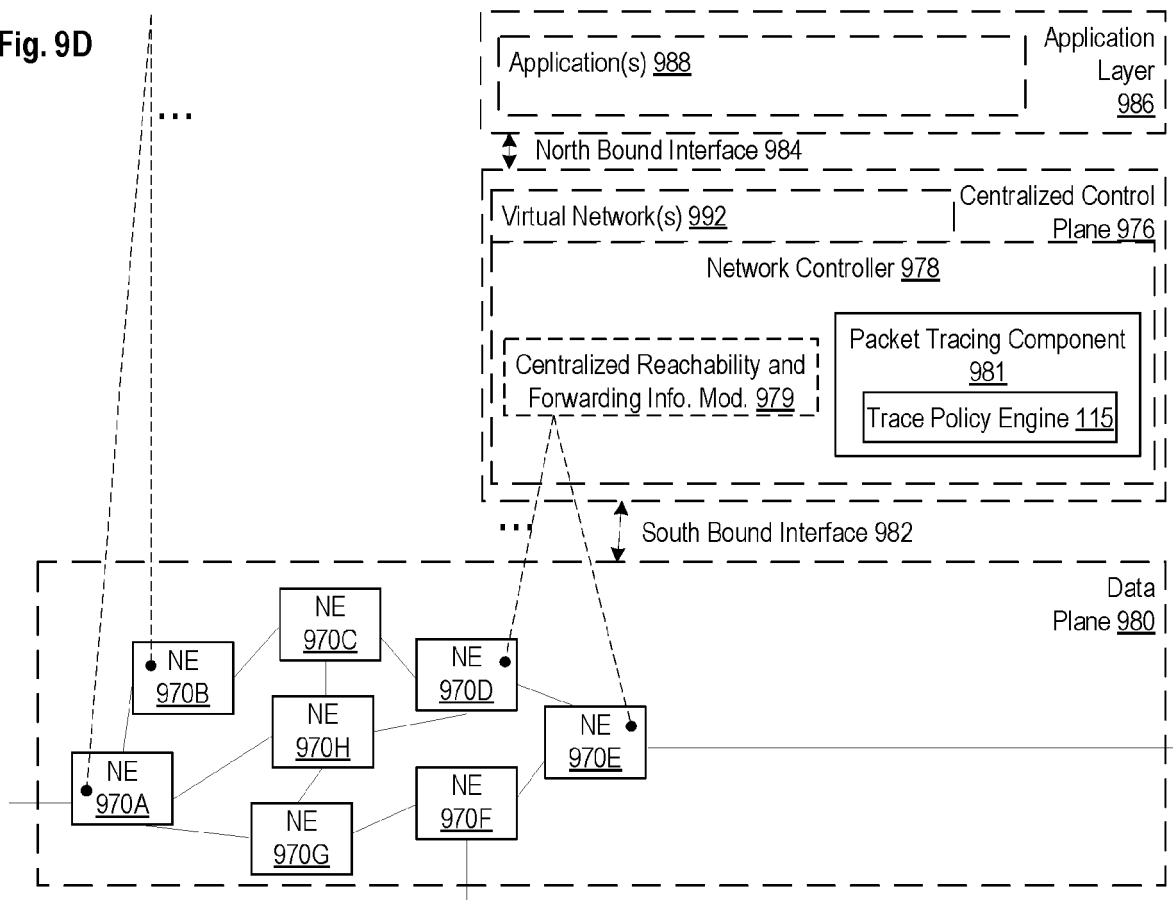 Fig. 9D
...
Application(s) 988
Application
Layer
986
North Bound Interface 984
Virtual Network(s) 992
Centralized Control
Plane 976
Network Controller 978
Centralized Reachability and
Forwarding Info. Mod. 979
Packet Tracing Component
981
Trace Policy Engine 115
...
South Bound Interface 982
Data
Plane 980
NE
970C
NE
970B
NE
970D
NE
970H
NE
970E
NE
970A
NE
970F
NE
970G